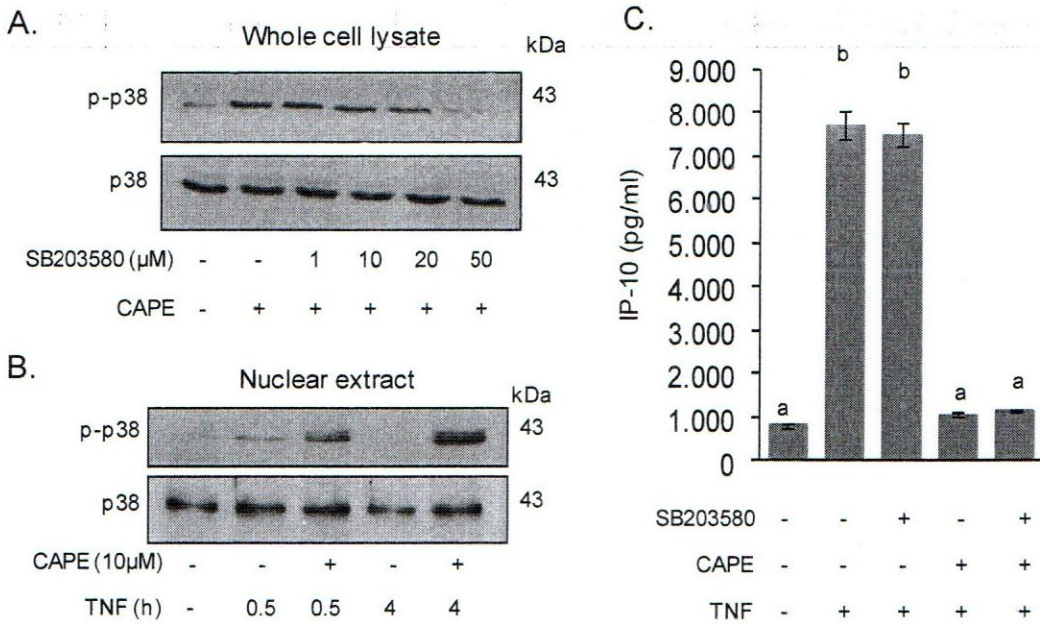 A.
Whole cell lysate
kDa
p-p38
43
p38
43
SB203580 (µM) - - 1 10 20 50
CAPE - + + + + +
B.
Nuclear extract
kDa
p-p38
43
p38
43
CAPE (10µM) - - + - +
TNF (h) - 0.5 0.5 4 4
C.
IP-10 (pg/ml)
9.000
8.000
7.000
6.000
5.000
4.000
3.000
2.000
1.000
0
a b b a a
SB203580 - - + - +
CAPE - - - + +
TNF - + + + +